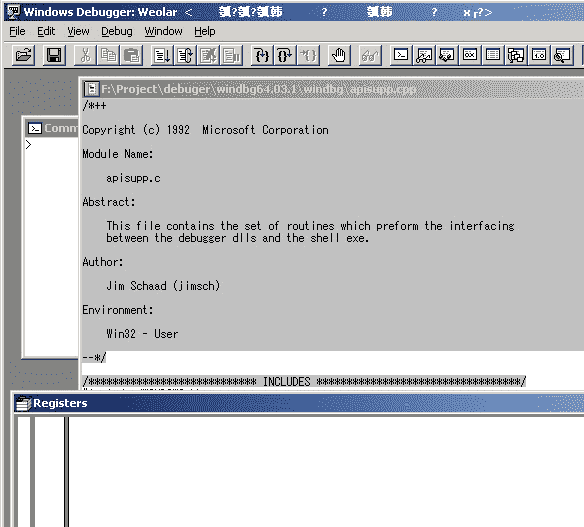 Windows Debugger: Weolar <
File Edit View Debug Window Help
F:\Project\debuger\windbg64.03.1\windbg\apisupp.cpp
Comm
>
/*++
Copyright (c) 1992 Microsoft Corporation
Module Name:
apisupp.c
Abstract:
This file contains the set of routines which preform the interfacing
between the debugger dlls and the shell exe.
Author:
Jim Schaad (jimsch)
Environment:
Win32 - User
--*/
/**************************** INCLUDES **********************************/
Registers